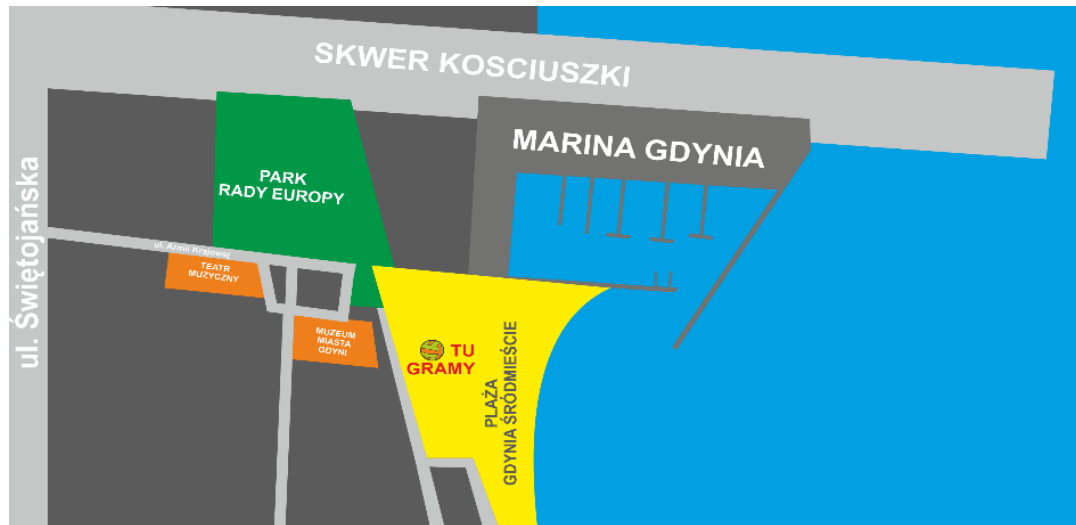 SKWER KOSCIUSZKI
MARINA GDYNIA
PARK
RADY EUROPY
ul. Świętojańska
ul. Armii Krajowej
TEATR
MUZYCZNY
MUZEUM
MIASTA
GDYNI
TU
GRAMY
PLAŻA
GDYNIA ŚRÓDMIEŚCIE